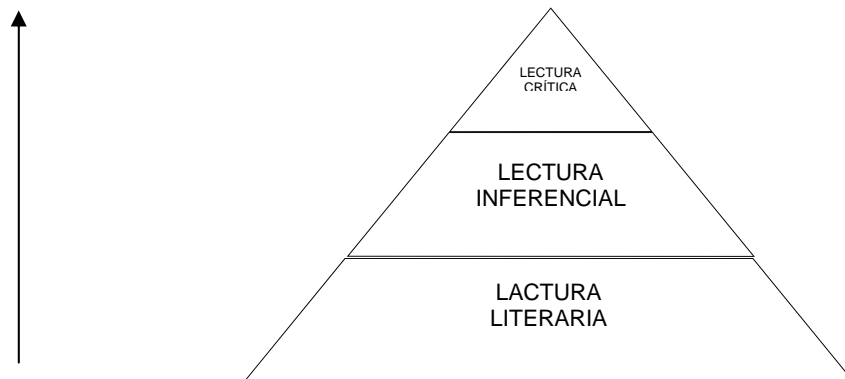 LECTURA
CRÍTICA
LECTURA
INFERENCIAL
LACTURA
LITERARIA